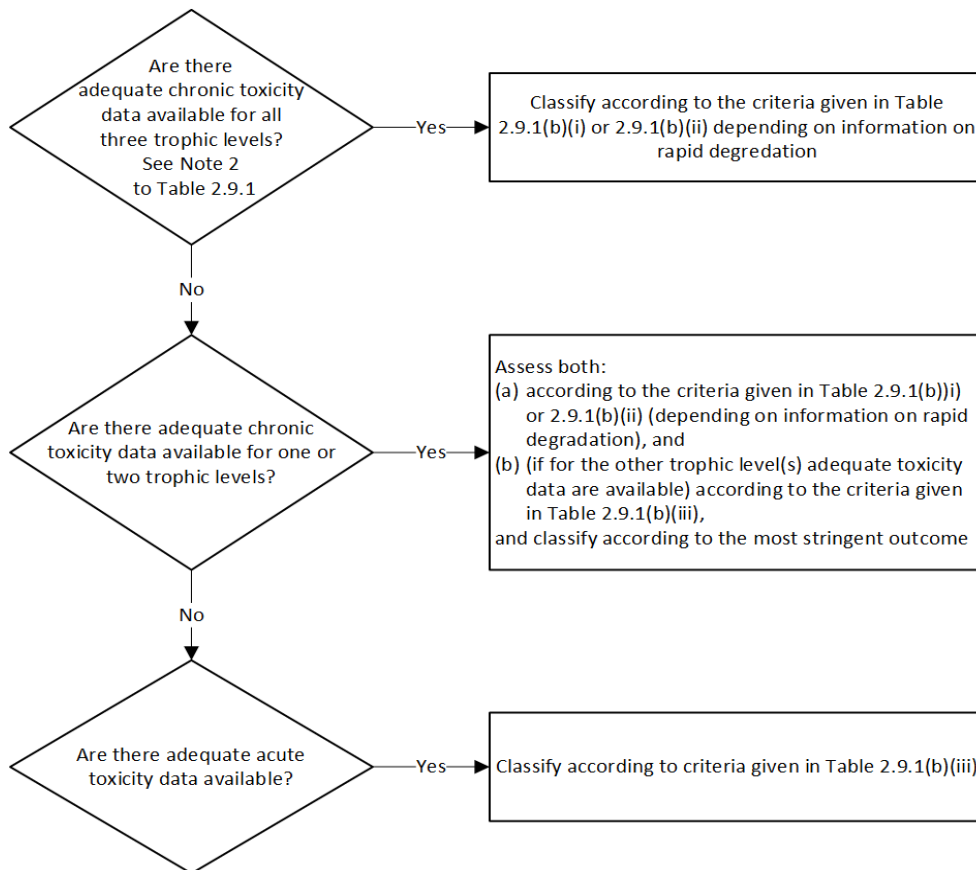 Are there
adequate chronic toxicity
data available for all
three trophic levels?
See Note 2
to Table 2.9.1
Yes
Classify according to the criteria given in Table
2.9.1(b)(i) or 2.9.1(b)(ii) depending on information on
rapid degredation
No
Are there adequate chronic
toxicity data available for one or
two trophic levels?
Yes
Assess both:
(a) according to the criteria given in Table 2.9.1(b))i)
or 2.9.1(b)(ii) (depending on information on rapid
degradation), and
(b) (if for the other trophic level(s) adequate toxicity
data are available) according to the criteria given
in Table 2.9.1(b)(iii),
and classify according to the most stringent outcome
No
Are there adequate acute
toxicity data available?
Yes
Classify according to criteria given in Table 2.9.1(b)(iii)